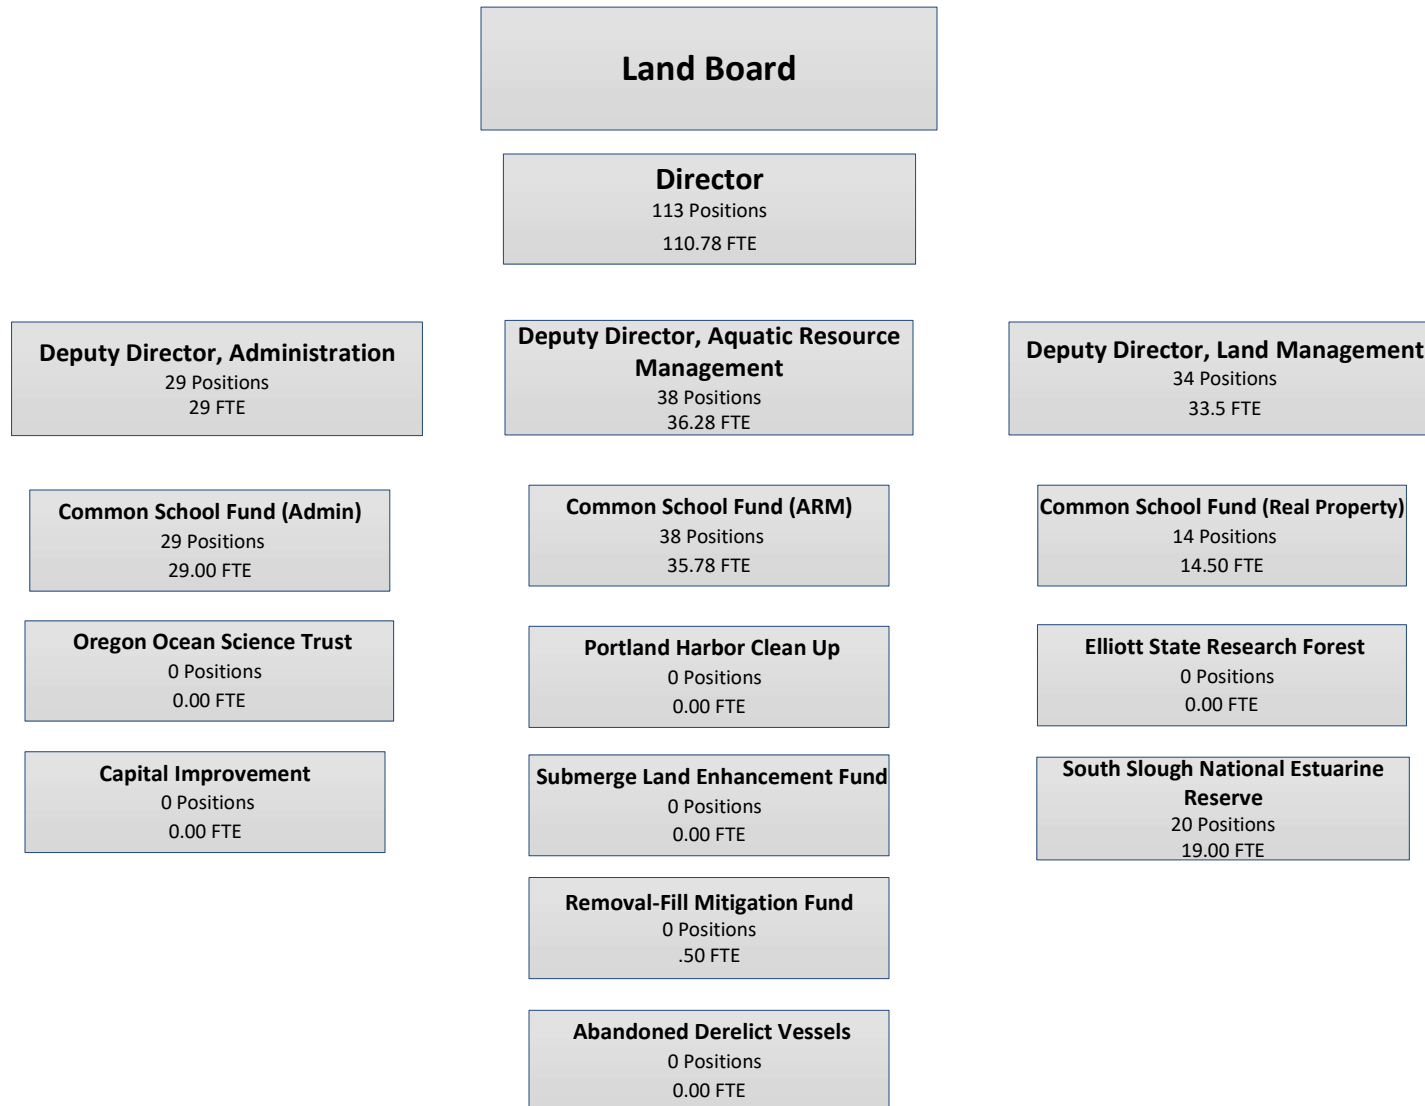 Land Board
Director
113 Positions
110.78 FTE
Deputy Director, Administration
29 Positions
29 FTE
Deputy Director, Aquatic Resource
Management
38 Positions
36.28 FTE
Deputy Director, Land Management
34 Positions
33.5 FTE
Common School Fund (Admin)
29 Positions
29.00 FTE
Common School Fund (ARM)
38 Positions
35.78 FTE
Common School Fund (Real Property)
14 Positions
14.50 FTE
Oregon Ocean Science Trust
0 Positions
0.00 FTE
Portland Harbor Clean Up
0 Positions
0.00 FTE
Elliott State Research Forest
0 Positions
0.00 FTE
Capital Improvement
0 Positions
0.00 FTE
Submerge Land Enhancement Fund
0 Positions
0.00 FTE
South Slough National Estuarine
Reserve
20 Positions
19.00 FTE
Removal-Fill Mitigation Fund
0 Positions
.50 FTE
Abandoned Derelict Vessels
0 Positions
0.00 FTE